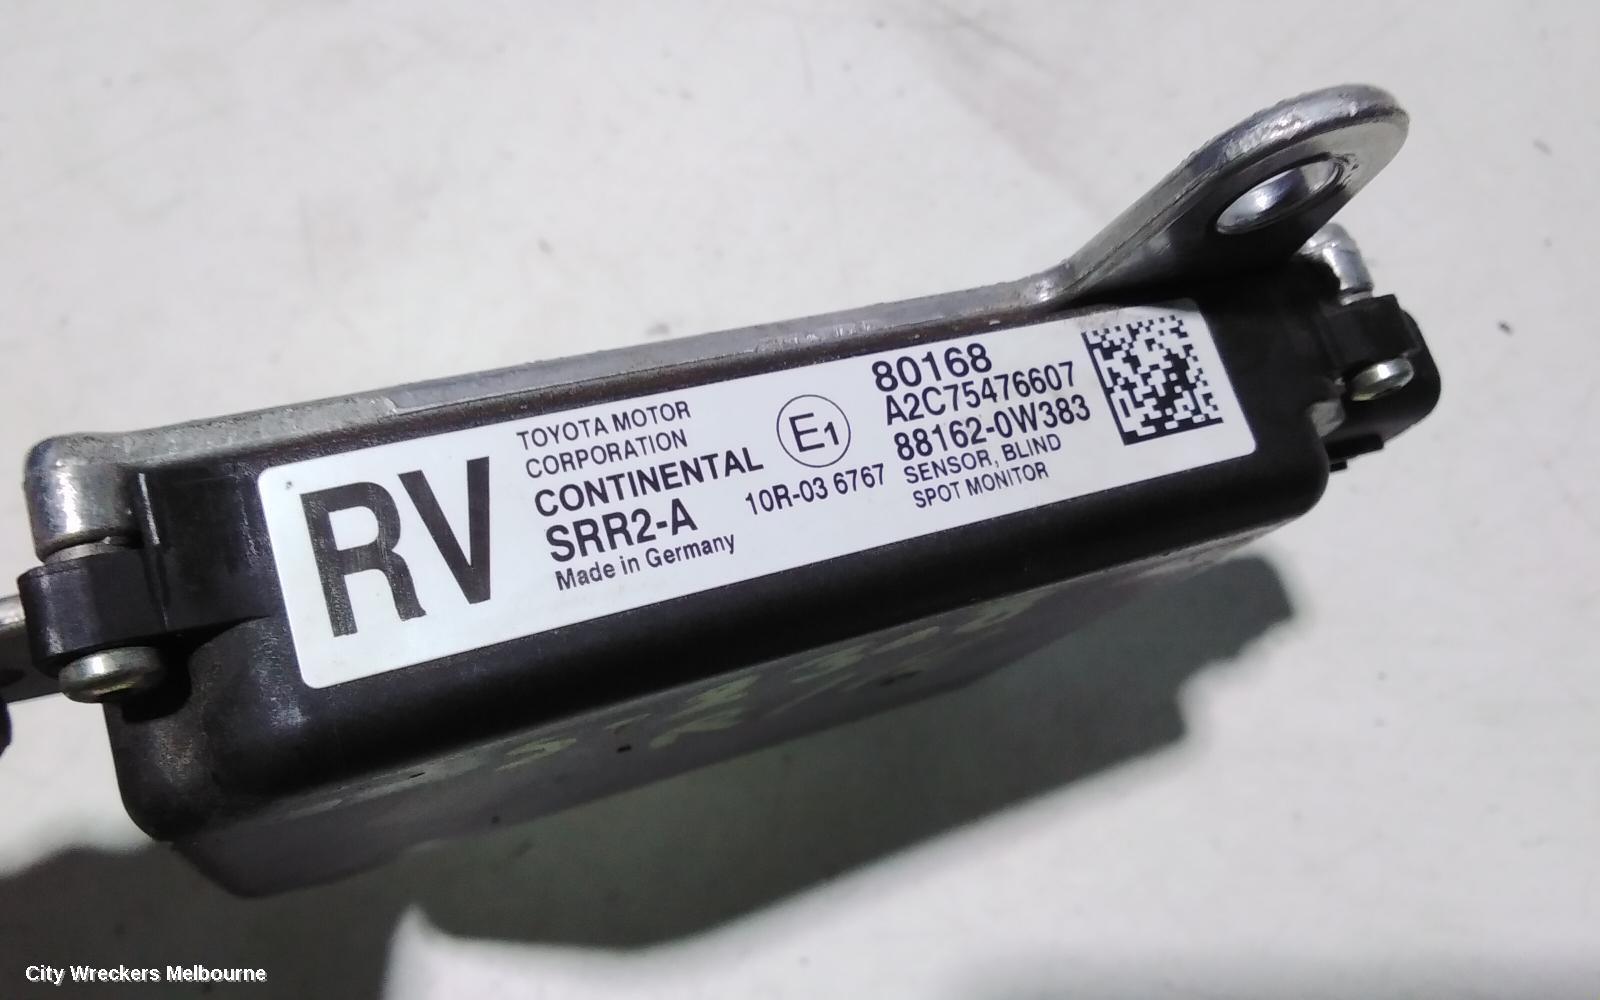 RV
TOYOTA MOTOR
CORPORATION
CONTINENTAL
SRR2-A
Made in Germany
E1
10R-03 6767
80168
A2C75476607
88162-0W383
SENSOR, BLIND
SPOT MONITOR
City Wreckers Melbourne